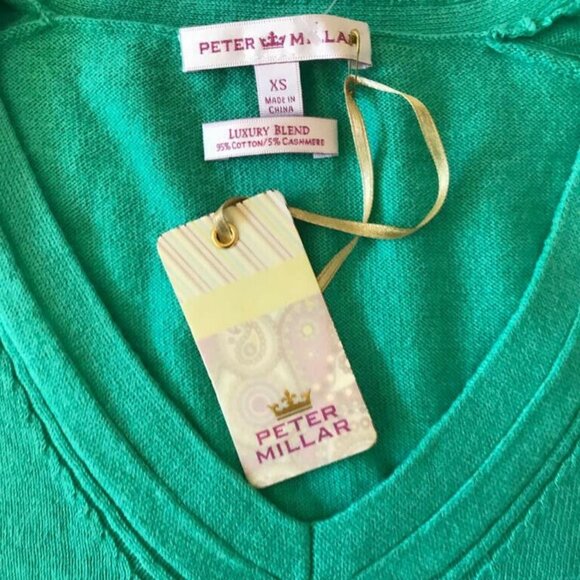 PETER MILLAR
XS
MADE IN
CHINA
LUXURY BLEND
95% COTTON/5% CASHMERE
PETER
MILLAR